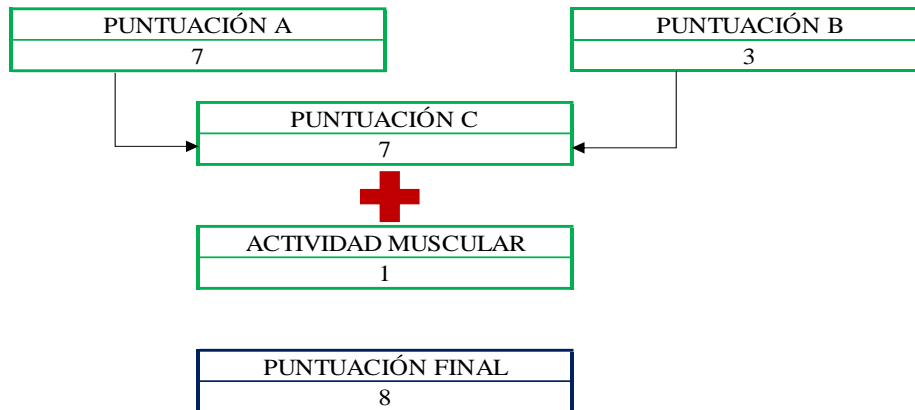 PUNTUACIÓN A
7
PUNTUACIÓN B
3
PUNTUACIÓN C
7
ACTIVIDAD MUSCULAR
1
PUNTUACIÓN FINAL
8